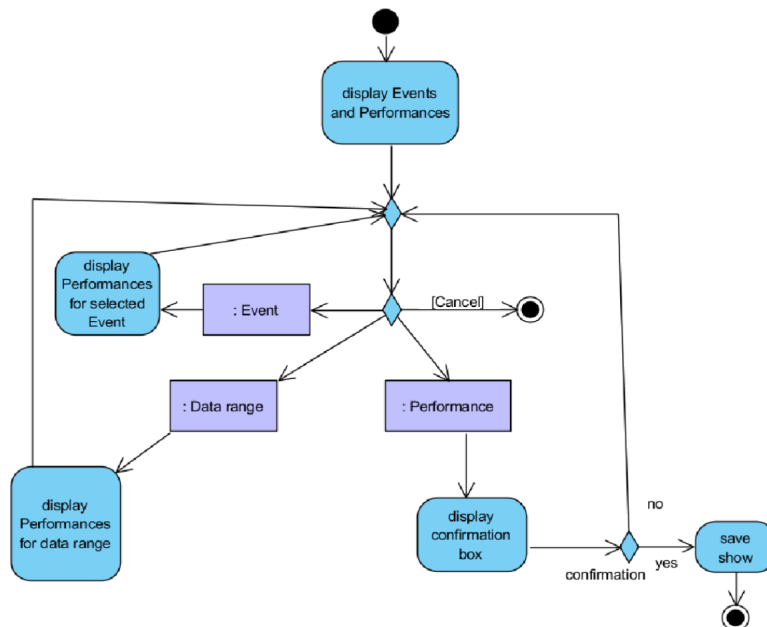 display Events
and Performances
display
Performances
for selected
Event
: Event
[Cancel]
: Data range
: Performance
display
Performances
for data range
display
confirmation
box
no
confirmation
yes
save
show